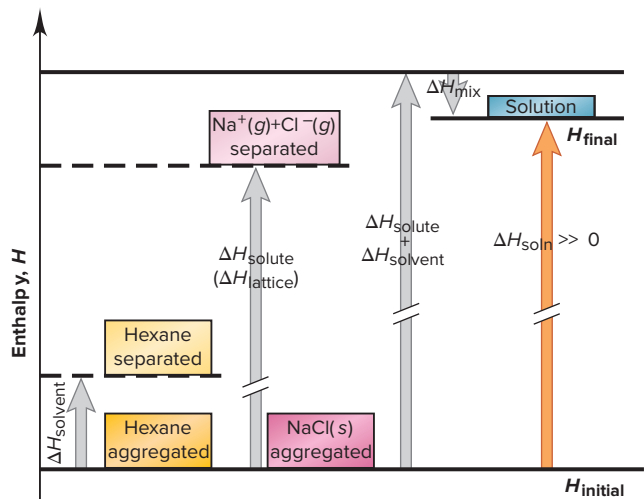 Enthalpy, H
ΔHmix
Solution
Hfinal
Na⁺(g)+Cl⁻(g)
separated
ΔHsolute
(ΔHlattice)
ΔHsolute
+
ΔHsolvent
ΔHsoln >> 0
Hexane
separated
ΔHsolvent
Hexane
aggregated
NaCl(s)
aggregated
Hinitial